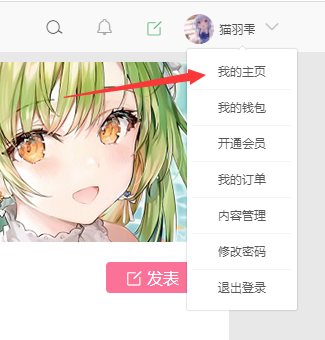 猫羽雫
我的主页
我的钱包
开通会员
我的订单
内容管理
发表
修改密码
退出登录